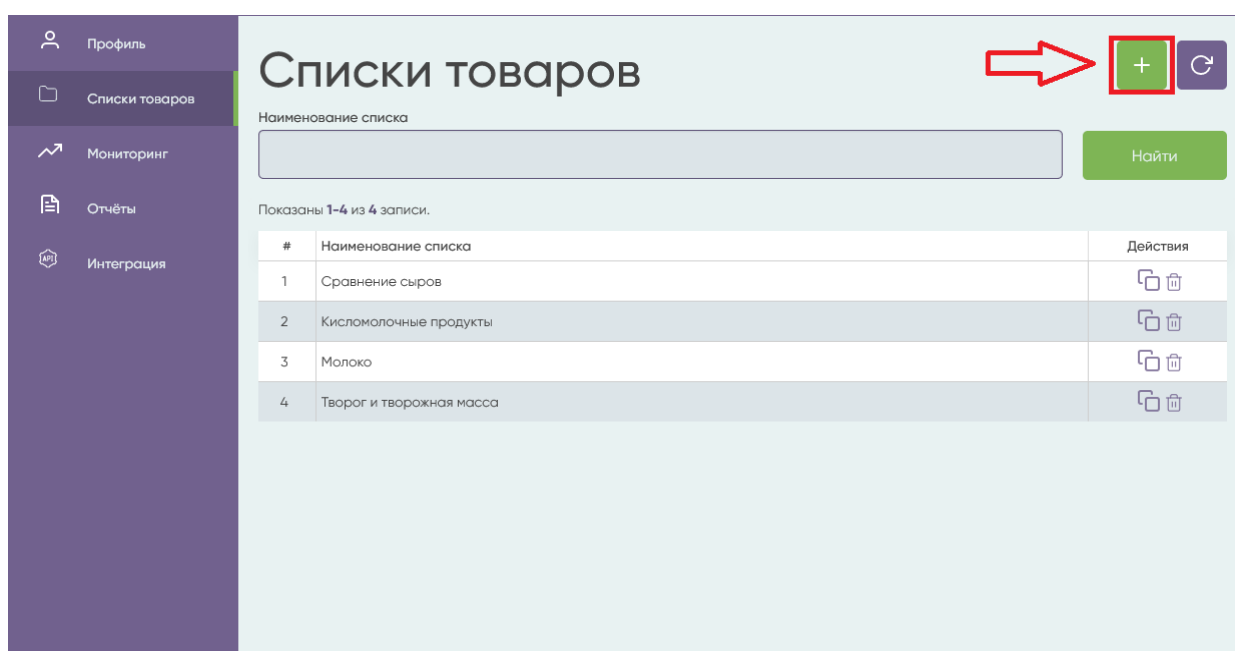 Профиль
Списки товаров
Мониторинг
Отчёты
API
Интеграция
Списки товаров
+
Наименование списка
Найти
Показаны 1-4 из 4 записи.
# Наименование списка Действия
1 Сравнение сыров
2 Кисломолочные продукты
3 Молоко
4 Творог и творожная масса